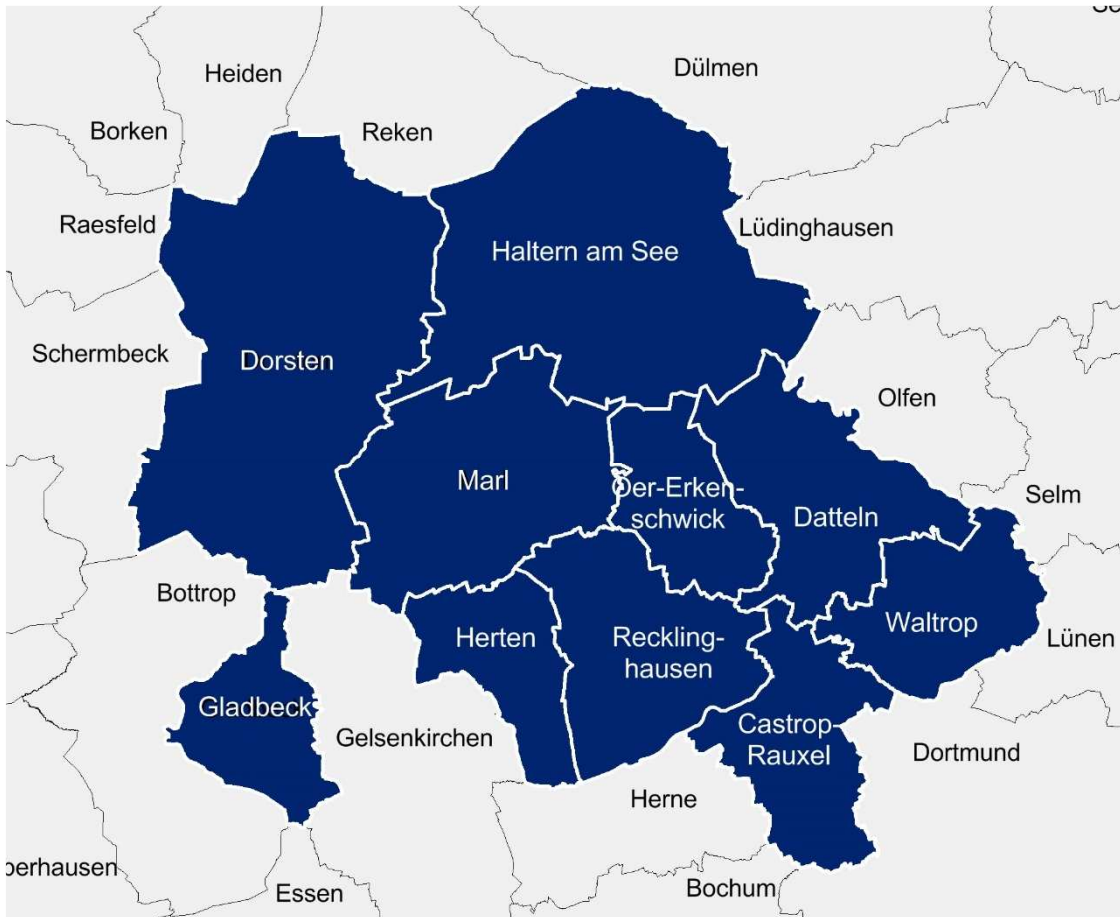 Dülmen
Heiden
Borken
Reken
Raesfeld
Lüdinghausen
Haltern am See
Schermbeck
Dorsten
Olfen
Marl
Oer-Erken-
schwick
Datteln
Selm
Bottrop
Waltrop
Herten
Reckling-
hausen
Lünen
Gladbeck
Gelsenkirchen
Castrop-
Rauxel
Dortmund
Herne
berhausen
Essen
Bochum